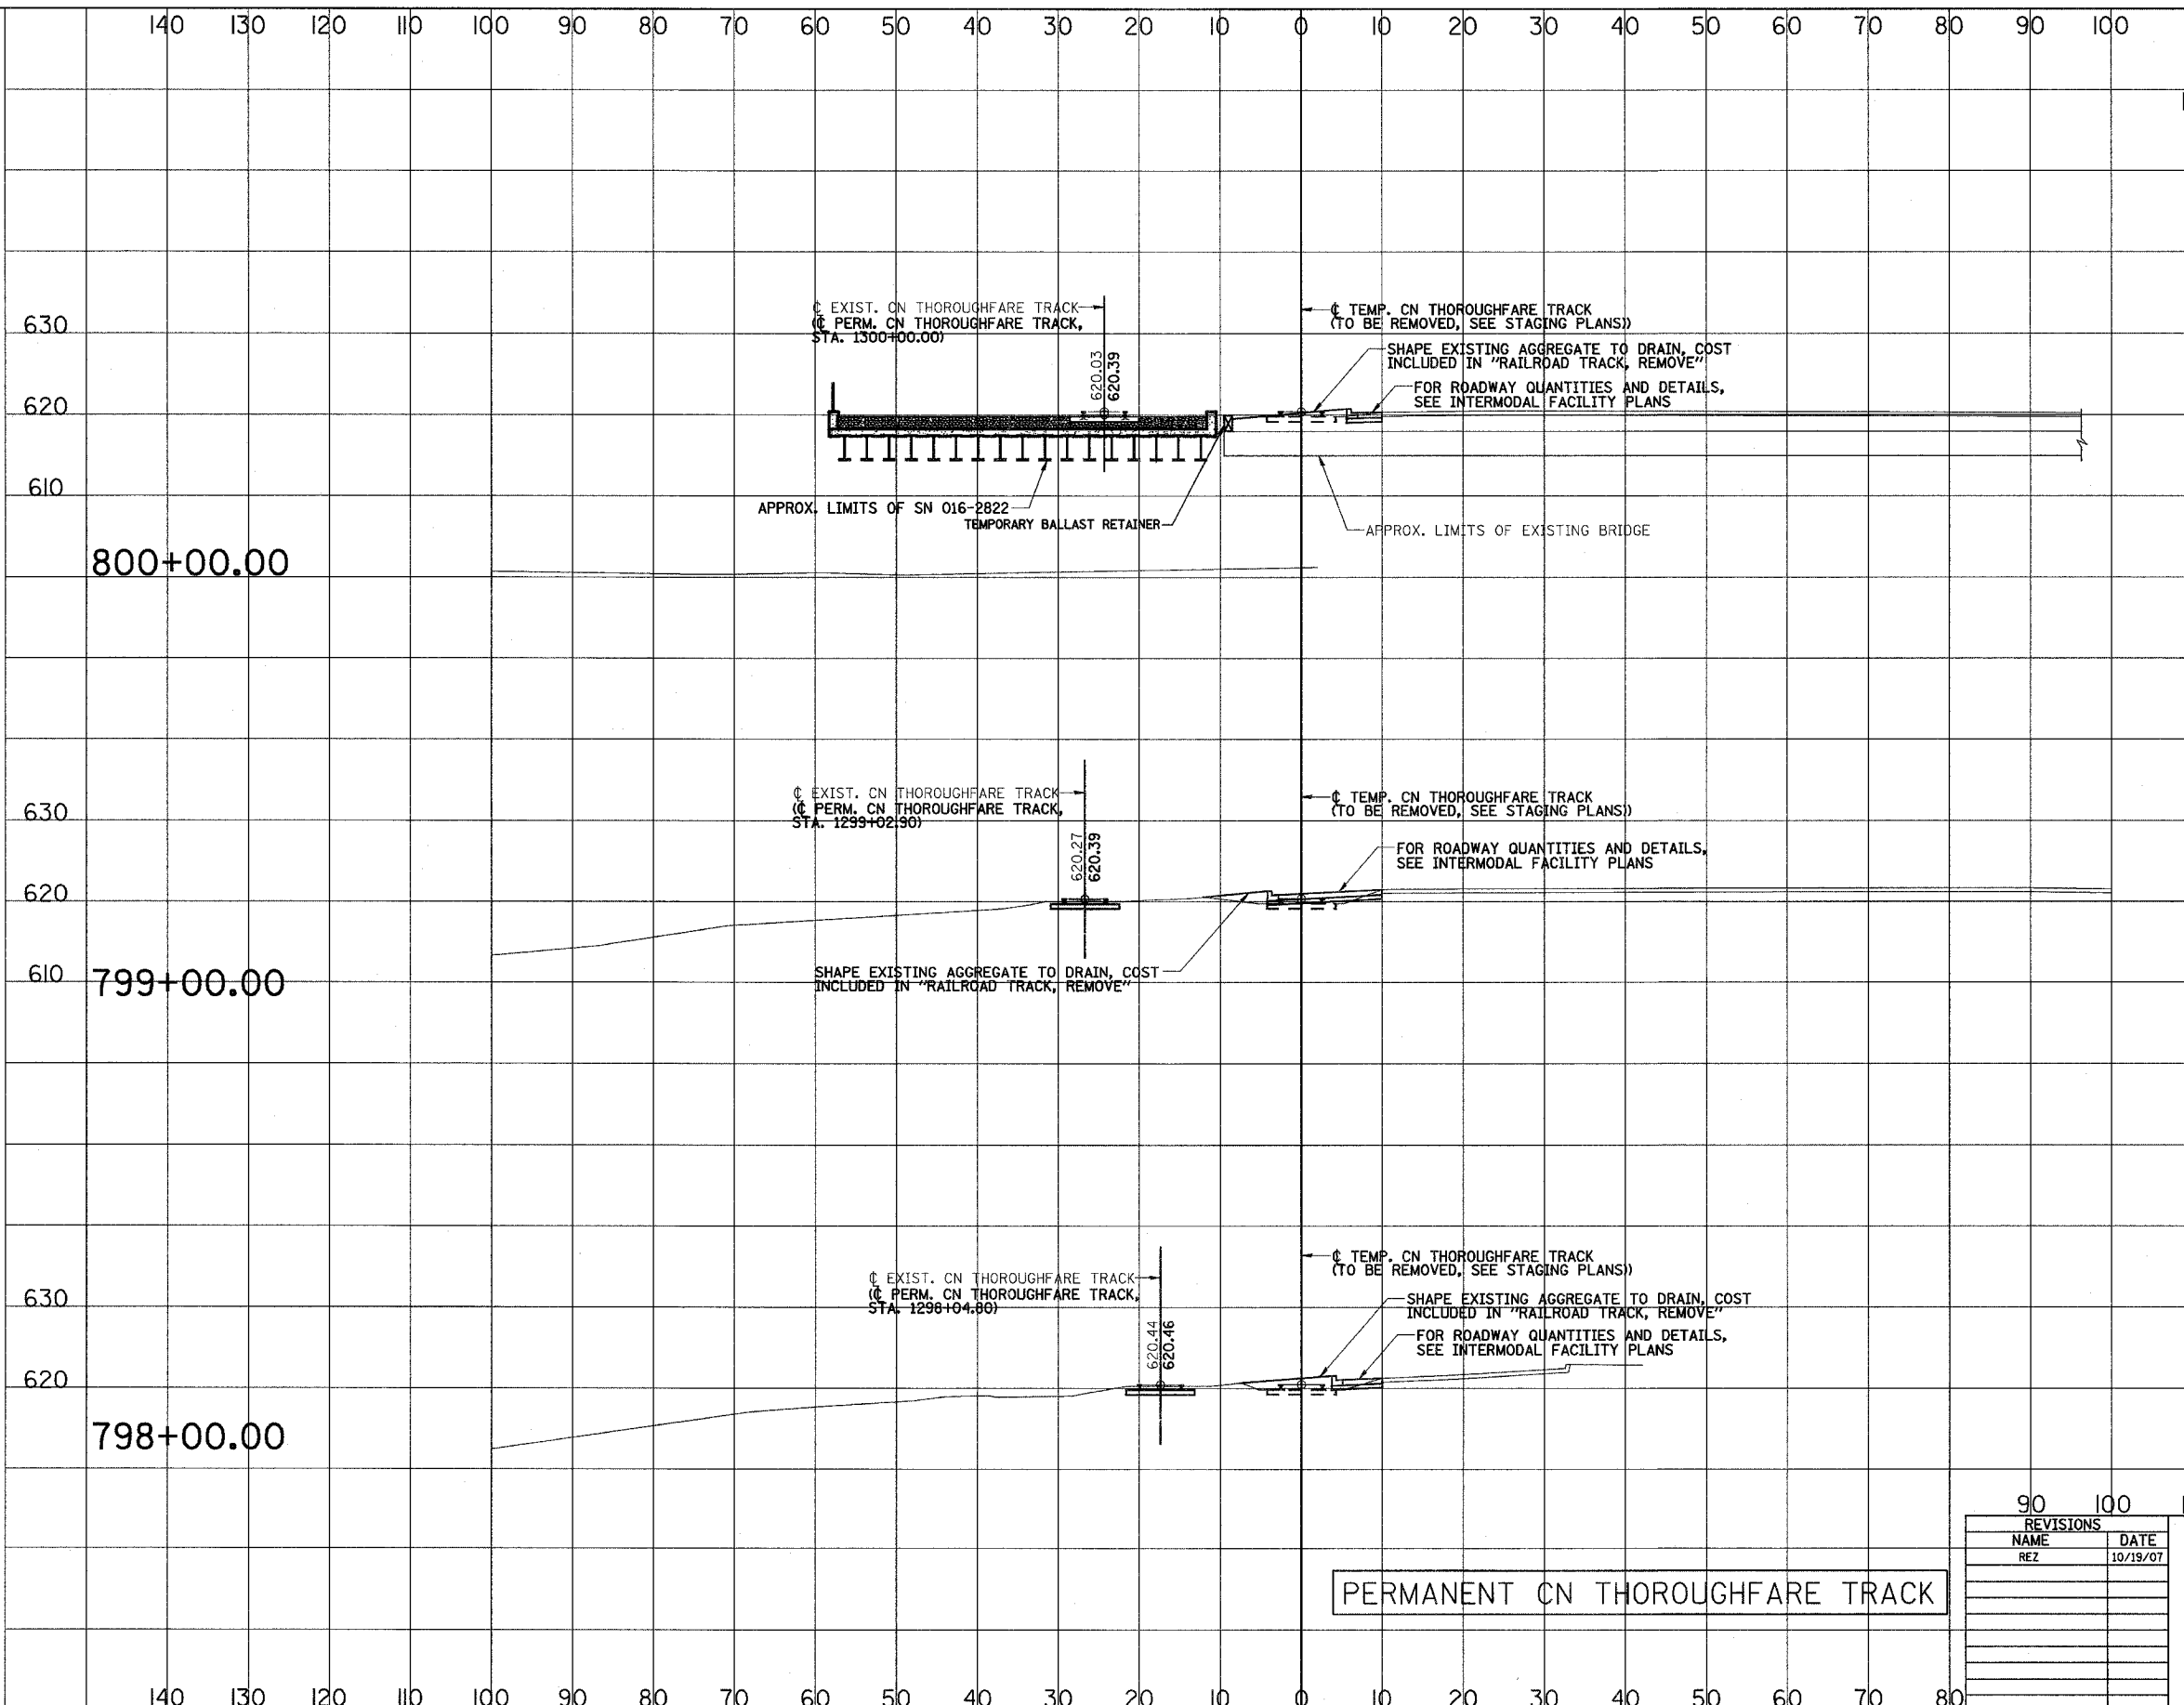 140 130 120 110 100 90 80 70 60 50 40 30 20 10 0 10 20 30 40 50 60 70 80 90 100
℄ EXIST. CN THOROUGHFARE TRACK
(℄ PERM. CN THOROUGHFARE TRACK,
STA. 1300+00.00)
℄ TEMP. CN THOROUGHFARE TRACK
(TO BE REMOVED, SEE STAGING PLANS))
630
620.03
620.39
SHAPE EXISTING AGGREGATE TO DRAIN, COST
INCLUDED IN "RAILROAD TRACK, REMOVE"
FOR ROADWAY QUANTITIES AND DETAILS,
SEE INTERMODAL FACILITY PLANS
620
610
APPROX. LIMITS OF SN 016-2822
TEMPORARY BALLAST RETAINER
APPROX. LIMITS OF EXISTING BRIDGE
800+00.00
℄ EXIST. CN THOROUGHFARE TRACK
(℄ PERM. CN THOROUGHFARE TRACK,
STA. 1299+02.90)
℄ TEMP. CN THOROUGHFARE TRACK
(TO BE REMOVED, SEE STAGING PLANS))
630
620.27
620.39
FOR ROADWAY QUANTITIES AND DETAILS,
SEE INTERMODAL FACILITY PLANS
620
610
799+00.00
SHAPE EXISTING AGGREGATE TO DRAIN, COST
INCLUDED IN "RAILROAD TRACK, REMOVE"
℄ TEMP. CN THOROUGHFARE TRACK
(TO BE REMOVED, SEE STAGING PLANS))
℄ EXIST. CN THOROUGHFARE TRACK
(℄ PERM. CN THOROUGHFARE TRACK,
STA. 1298+04.80)
630
620.44
620.46
SHAPE EXISTING AGGREGATE TO DRAIN, COST
INCLUDED IN "RAILROAD TRACK, REMOVE"
FOR ROADWAY QUANTITIES AND DETAILS,
SEE INTERMODAL FACILITY PLANS
620
798+00.00
90 100
REVISIONS
NAME DATE
REZ 10/19/07
PERMANENT CN THOROUGHFARE TRACK
140 130 120 110 100 90 80 70 60 50 40 30 20 10 0 10 20 30 40 50 60 70 80